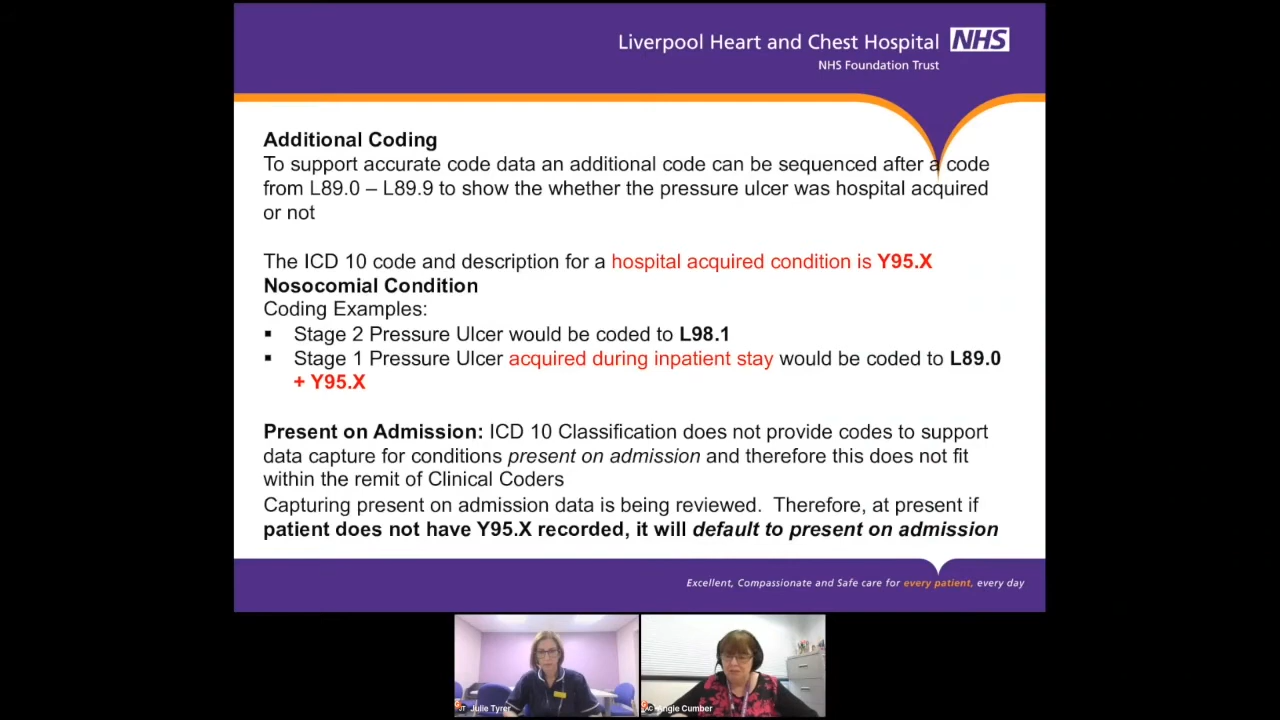 Liverpool Heart and Chest Hospital NHS
NHS Foundation Trust
Additional Coding
To support accurate code data an additional code can be sequenced after a code
from L89.0 – L89.9 to show the whether the pressure ulcer was hospital acquired
or not
The ICD 10 code and description for a hospital acquired condition is Y95.X
Nosocomial Condition
Coding Examples:
▪ Stage 2 Pressure Ulcer would be coded to L98.1
▪ Stage 1 Pressure Ulcer acquired during inpatient stay would be coded to L89.0
+ Y95.X
Present on Admission: ICD 10 Classification does not provide codes to support
data capture for conditions present on admission and therefore this does not fit
within the remit of Clinical Coders
Capturing present on admission data is being reviewed. Therefore, at present if
patient does not have Y95.X recorded, it will default to present on admission
Excellent, Compassionate and Safe care for every patient, every day
JT Julie Tyrer
AC Angie Cumber